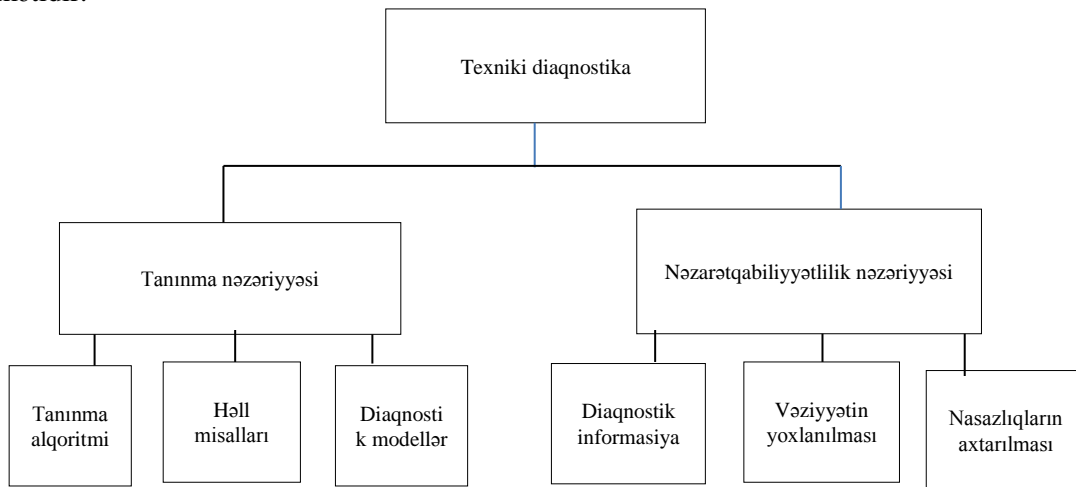 Texniki diaqnostika
Tanınma nəzəriyyəsi
Nəzarətqabiliyyətlilik nəzəriyyəsi
Tanınma
alqoritmi
Həll
misalları
Diaqnosti
k modellər
Diaqnostik
informasiya
Vəziyyətin
yoxlanılması
Nasazlıqların
axtarılması